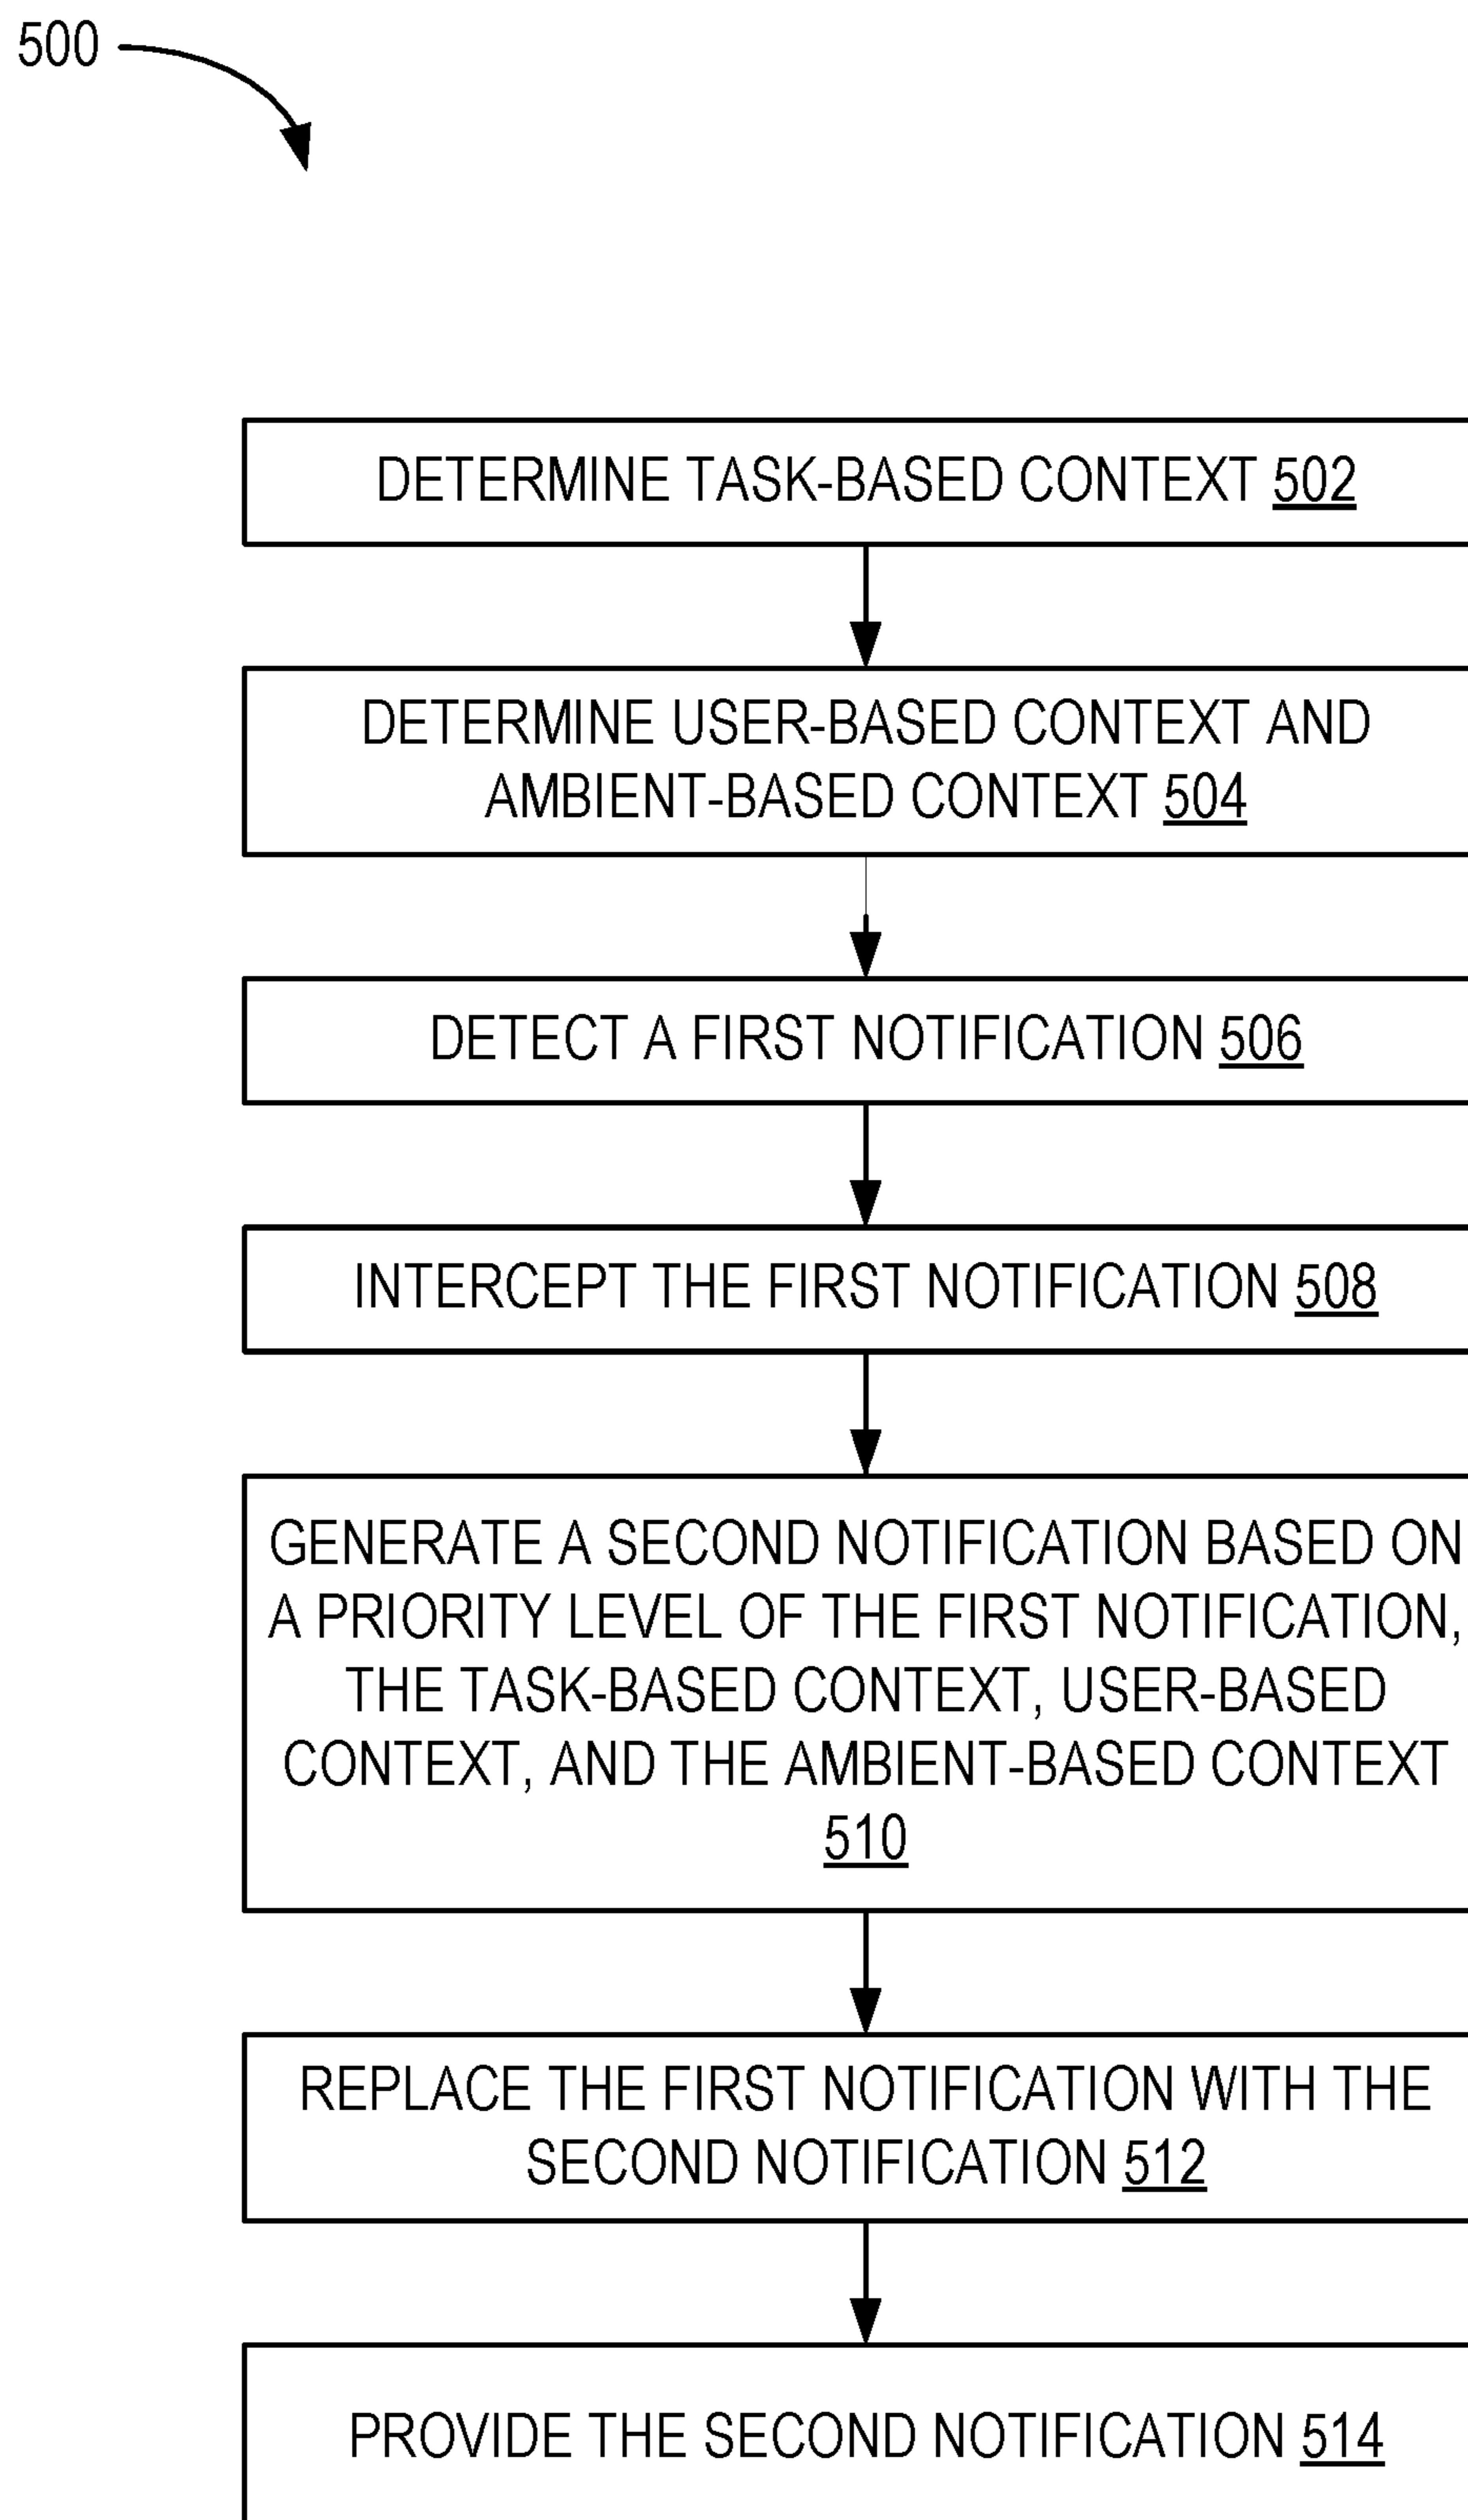 500
DETERMINE TASK-BASED CONTEXT 502
DETERMINE USER-BASED CONTEXT AND
AMBIENT-BASED CONTEXT 504
DETECT A FIRST NOTIFICATION 506
INTERCEPT THE FIRST NOTIFICATION 508
GENERATE A SECOND NOTIFICATION BASED ON
A PRIORITY LEVEL OF THE FIRST NOTIFICATION,
THE TASK-BASED CONTEXT, USER-BASED
CONTEXT, AND THE AMBIENT-BASED CONTEXT
510
REPLACE THE FIRST NOTIFICATION WITH THE
SECOND NOTIFICATION 512
PROVIDE THE SECOND NOTIFICATION 514